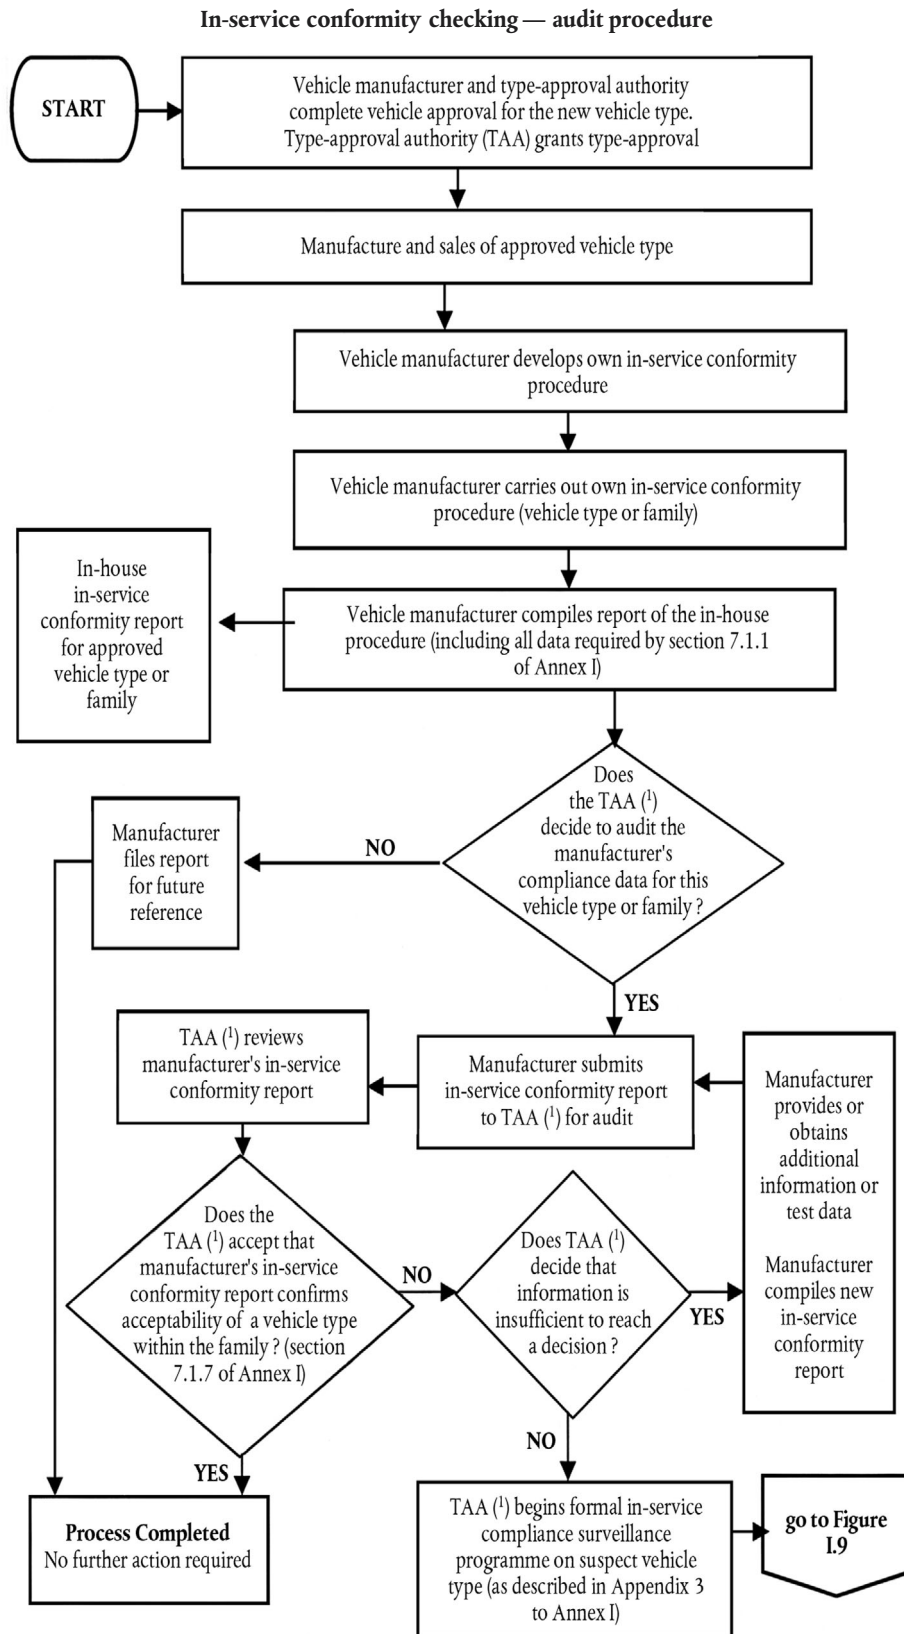 In-service conformity checking — audit procedure
START
Vehicle manufacturer and type-approval authority
complete vehicle approval for the new vehicle type.
Type-approval authority (TAA) grants type-approval
Manufacture and sales of approved vehicle type
Vehicle manufacturer develops own in-service conformity
procedure
Vehicle manufacturer carries out own in-service conformity
procedure (vehicle type or family)
In-house
in-service
conformity report
for approved
vehicle type or
family
Vehicle manufacturer compiles report of the in-house
procedure (including all data required by section 7.1.1
of Annex I)
Does
the TAA (¹)
decide to audit the
manufacturer's
compliance data for this
vehicle type or family ?
NO
Manufacturer
files report
for future
reference
YES
TAA (¹) reviews
manufacturer's in-service
conformity report
Manufacturer submits
in-service conformity report
to TAA (¹) for audit
Manufacturer
provides or
obtains
additional
information or
test data
Manufacturer
compiles new
in-service
conformity
report
Does the
TAA (¹) accept that
manufacturer's in-service
conformity report confirms
acceptability of a vehicle type
within the family ? (section
7.1.7 of Annex I)
NO
Does TAA (¹)
decide that
information is
insufficient to reach
a decision ?
YES
NO
YES
Process Completed
No further action required
TAA (¹) begins formal in-service
compliance surveillance
programme on suspect vehicle
type (as described in Appendix 3
to Annex I)
go to Figure
I.9